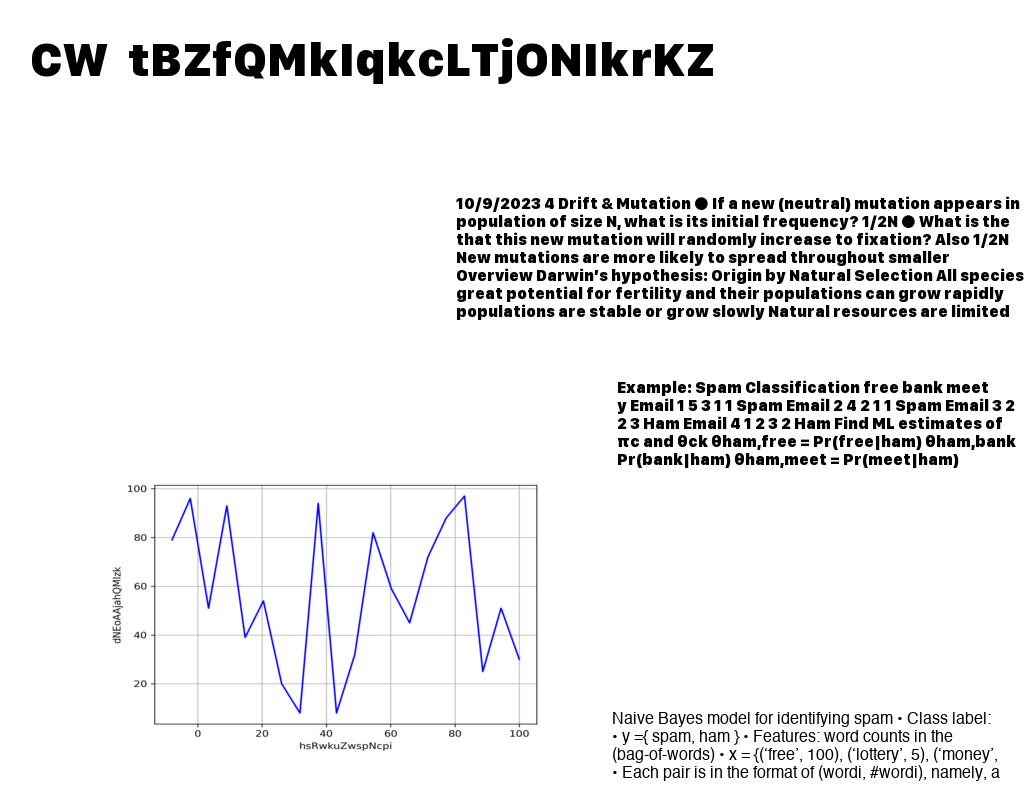 CW tBZfQMkIqkcLTjONIkrKZ
10/9/2023 4 Drift & Mutation ● If a new (neutral) mutation appears in
population of size N, what is its initial frequency? 1/2N ● What is the
that this new mutation will randomly increase to fixation? Also 1/2N
New mutations are more likely to spread throughout smaller
Overview Darwin's hypothesis: Origin by Natural Selection All species
great potential for fertility and their populations can grow rapidly
populations are stable or grow slowly Natural resources are limited
Example: Spam Classification free bank meet
y Email 1 5 3 1 1 Spam Email 2 4 2 1 1 Spam Email 3 2
2 3 Ham Email 4 1 2 3 2 Ham Find ML estimates of
πc and θck θham,free = Pr(free|ham) θham,bank
Pr(bank|ham) θham,meet = Pr(meet|ham)
100
80
60
40
20
dNEoAAjahQMIzk
0 20 40 60 80 100
hsRwkuZwspNcpi
Naive Bayes model for identifying spam • Class label:
• y ={ spam, ham } • Features: word counts in the
(bag-of-words) • x = {(‘free’, 100), (‘lottery’, 5), (‘money’,
• Each pair is in the format of (wordi, #wordi), namely, a